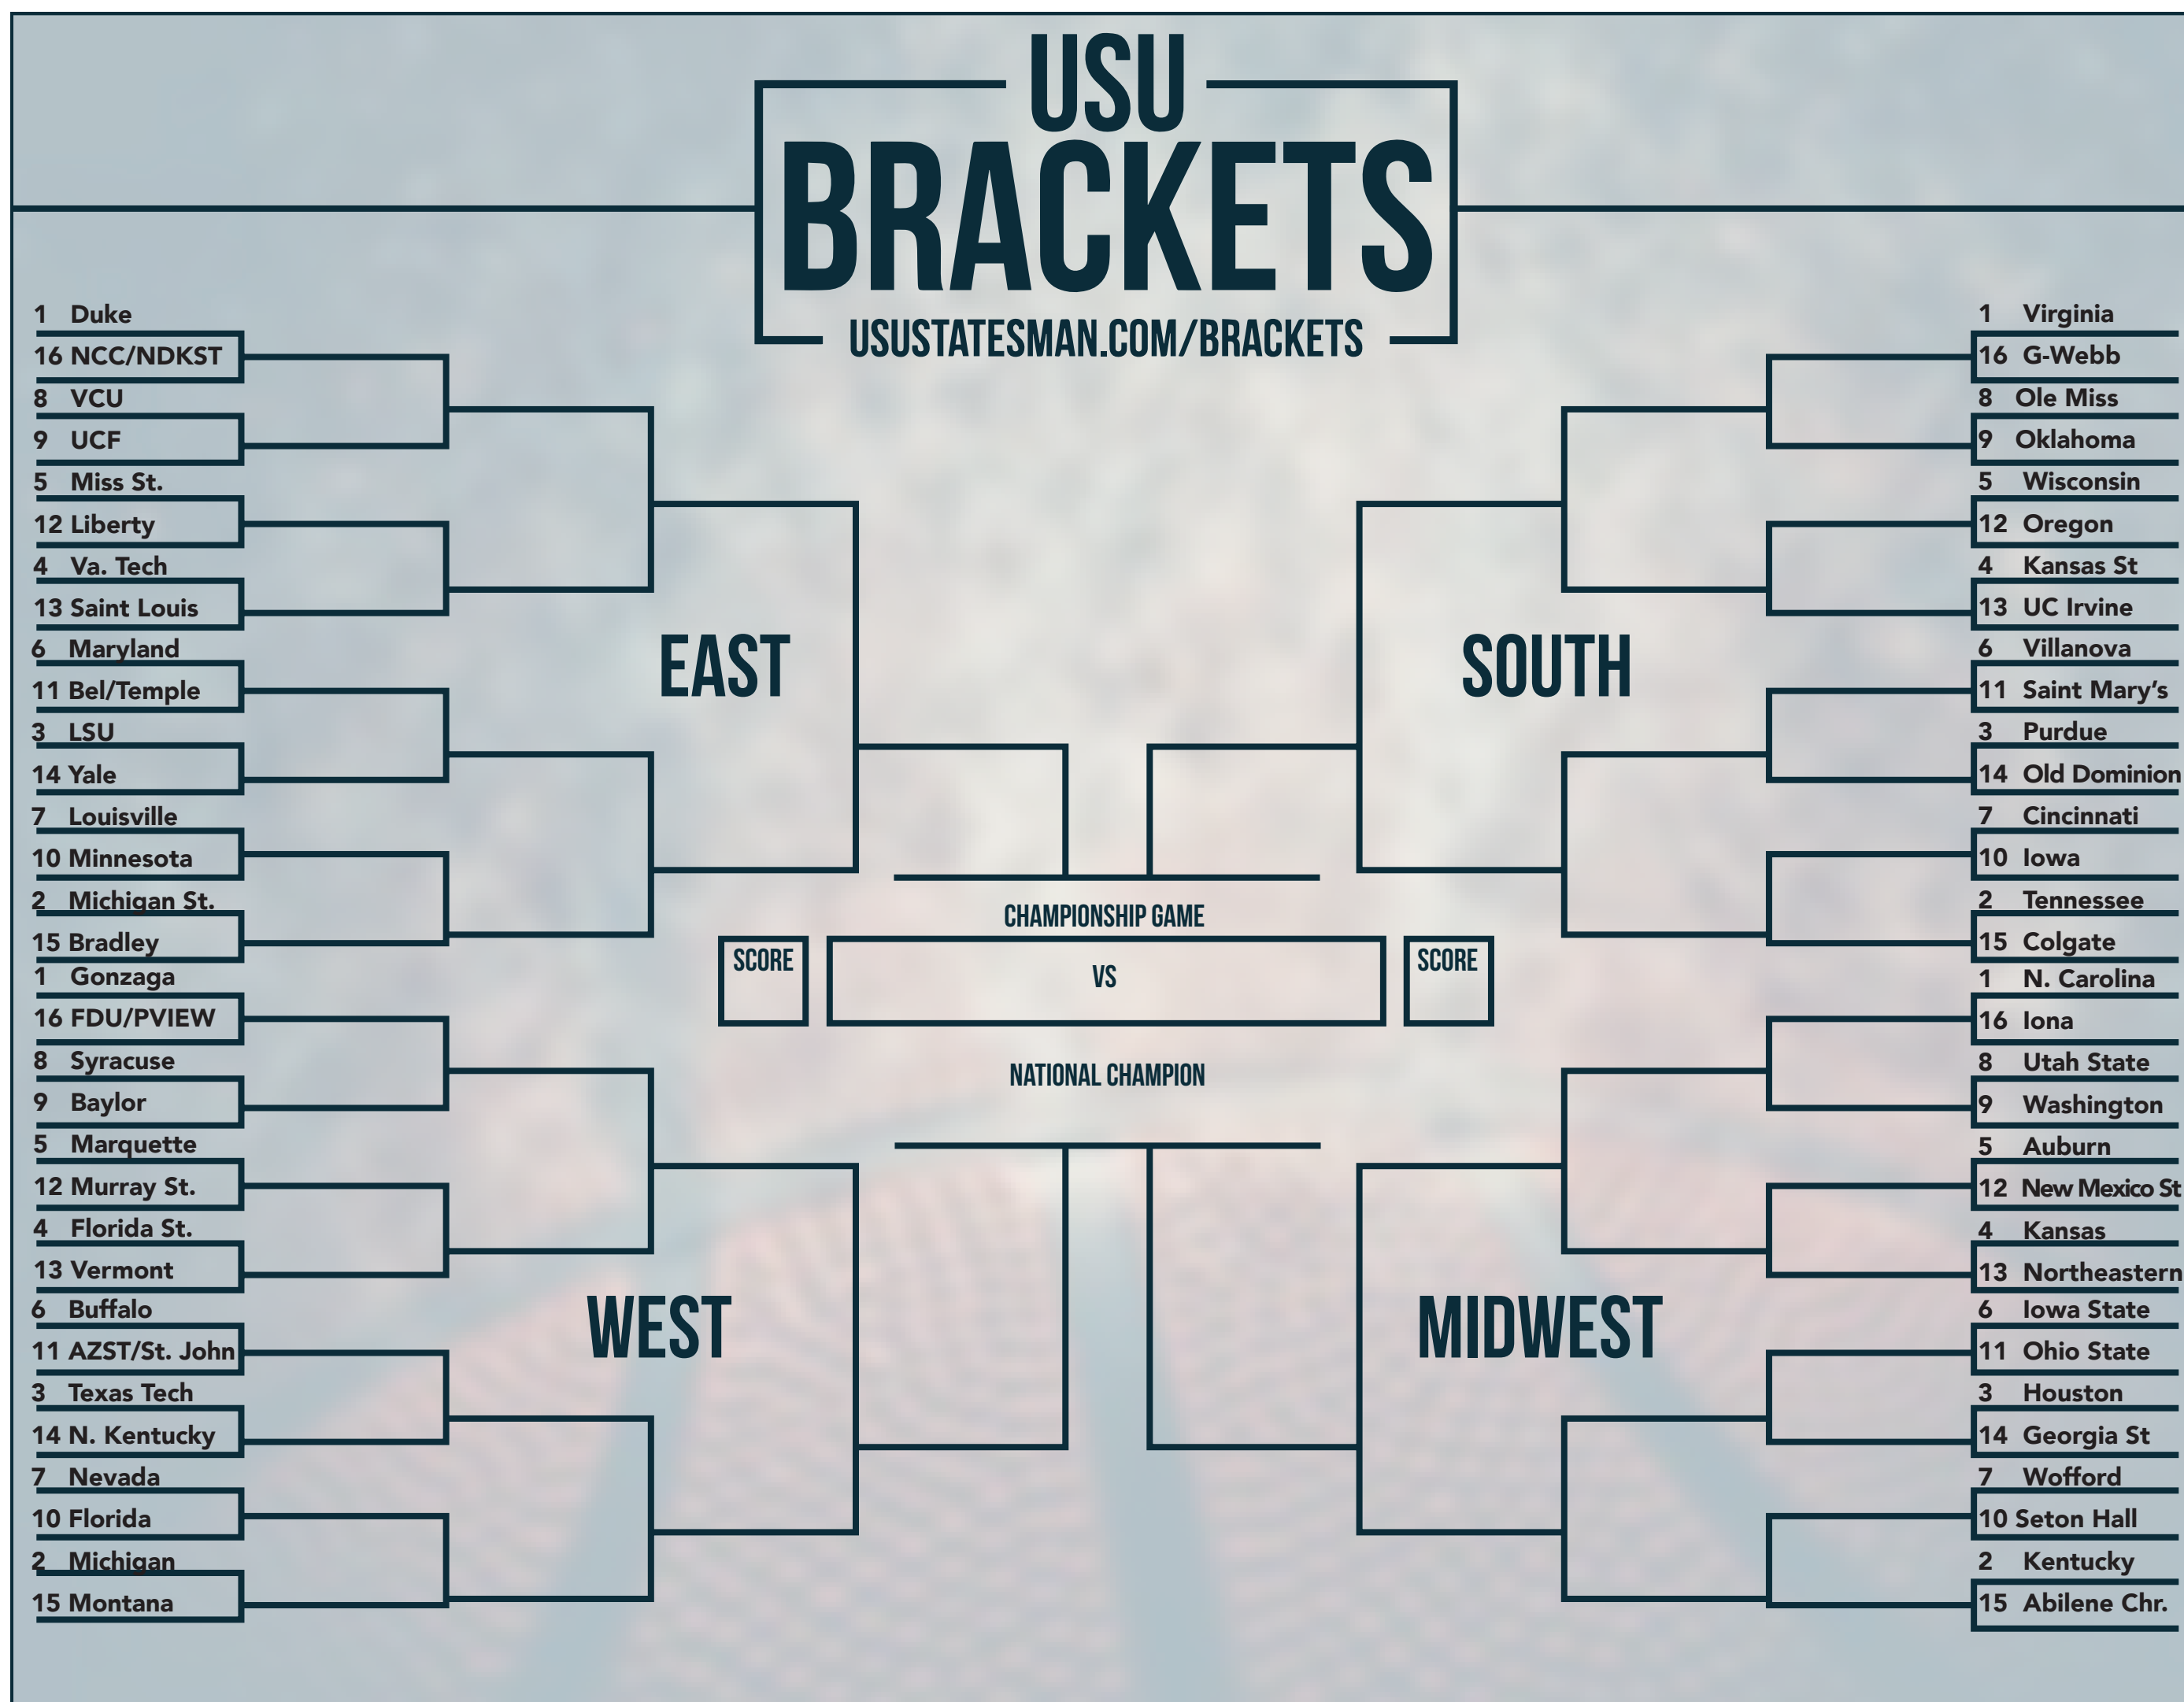 USU
BRACKETS
USUSTATESMAN.COM/BRACKETS
1 Duke
16 NCC/NDKST
8 VCU
9 UCF
5 Miss St.
12 Liberty
4 Va. Tech
13 Saint Louis
6 Maryland
11 Bel/Temple
3 LSU
14 Yale
7 Louisville
10 Minnesota
2 Michigan St.
15 Bradley
EAST
1 Gonzaga
16 FDU/PVIEW
8 Syracuse
9 Baylor
5 Marquette
12 Murray St.
4 Florida St.
13 Vermont
6 Buffalo
11 AZST/St. John
3 Texas Tech
14 N. Kentucky
7 Nevada
10 Florida
2 Michigan
15 Montana
WEST
CHAMPIONSHIP GAME
SCORE
VS
SCORE
NATIONAL CHAMPION
1 Virginia
16 G-Webb
8 Ole Miss
9 Oklahoma
5 Wisconsin
12 Oregon
4 Kansas St
13 UC Irvine
6 Villanova
11 Saint Mary’s
3 Purdue
14 Old Dominion
7 Cincinnati
10 Iowa
2 Tennessee
15 Colgate
SOUTH
1 N. Carolina
16 Iona
8 Utah State
9 Washington
5 Auburn
12 New Mexico St
4 Kansas
13 Northeastern
6 Iowa State
11 Ohio State
3 Houston
14 Georgia St
7 Wofford
10 Seton Hall
2 Kentucky
15 Abilene Chr.
MIDWEST